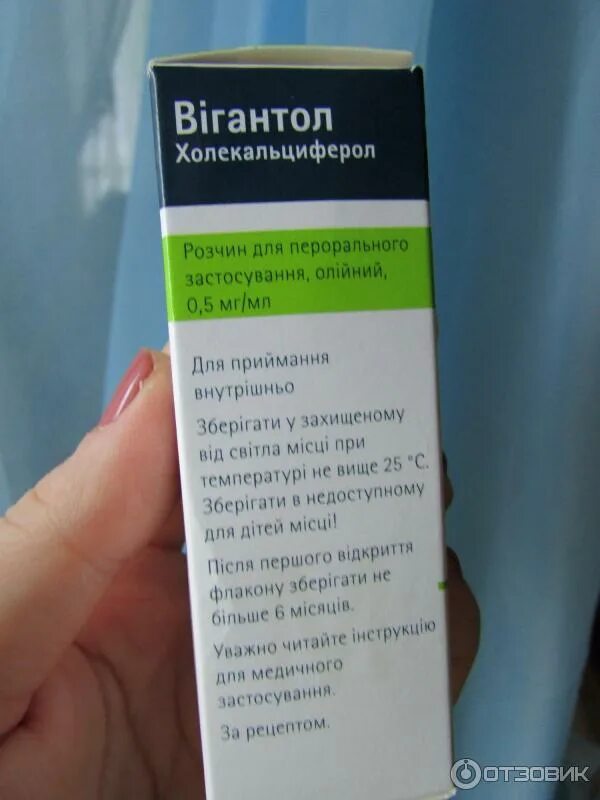 Вігантол
Холекальциферол
Розчин для перорального
застосування, олійний,
0,5 мг/мл
Для приймання
внутрішньо
Зберігати у захищеному
від світла місці при
температурі не вище 25 °С.
Зберігати в недоступному
для дітей місці!
Після першого відкриття
флакону зберігати не
більше 6 місяців.
Уважно читайте інструкцію
для медичного
застосування.
За рецептом.
ОТЗОВИК